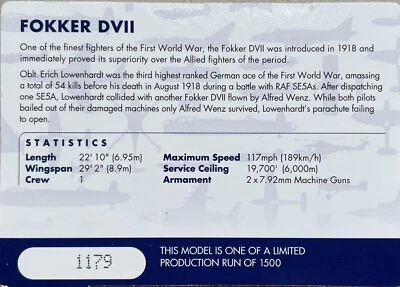 FOKKER DVII
One of the finest fighters of the First World War, the Fokker DVII was introduced in 1918 and
immediately proved its superiority over the Allied fighters of the period.
Oblt. Erich Lowenhardt was the third highest ranked German ace of the First World War, amassing
a total of 54 kills before his death in August 1918 during a battle with RAF SE5As. After dispatching
one SE5A, Lowenhardt collided with another Fokker DVII flown by Alfred Wenz. While both pilots
bailed out of their damaged machines only Alfred Wenz survived, Lowenhardt's parachute failing
to open.
STATISTICS
Length 22' 10" (6.95m) Maximum Speed 117mph (189km/h)
Wingspan 29' 2" (8.9m) Service Ceiling 19,700' (6,000m)
Crew 1 Armament 2 x 7.92mm Machine Guns
1179
THIS MODEL IS ONE OF A LIMITED
PRODUCTION RUN OF 1500